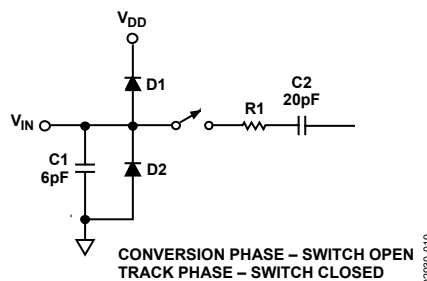 VDD
D1
C2
20pF
R1
VIN
C1
6pF
D2
CONVERSION PHASE – SWITCH OPEN
TRACK PHASE – SWITCH CLOSED